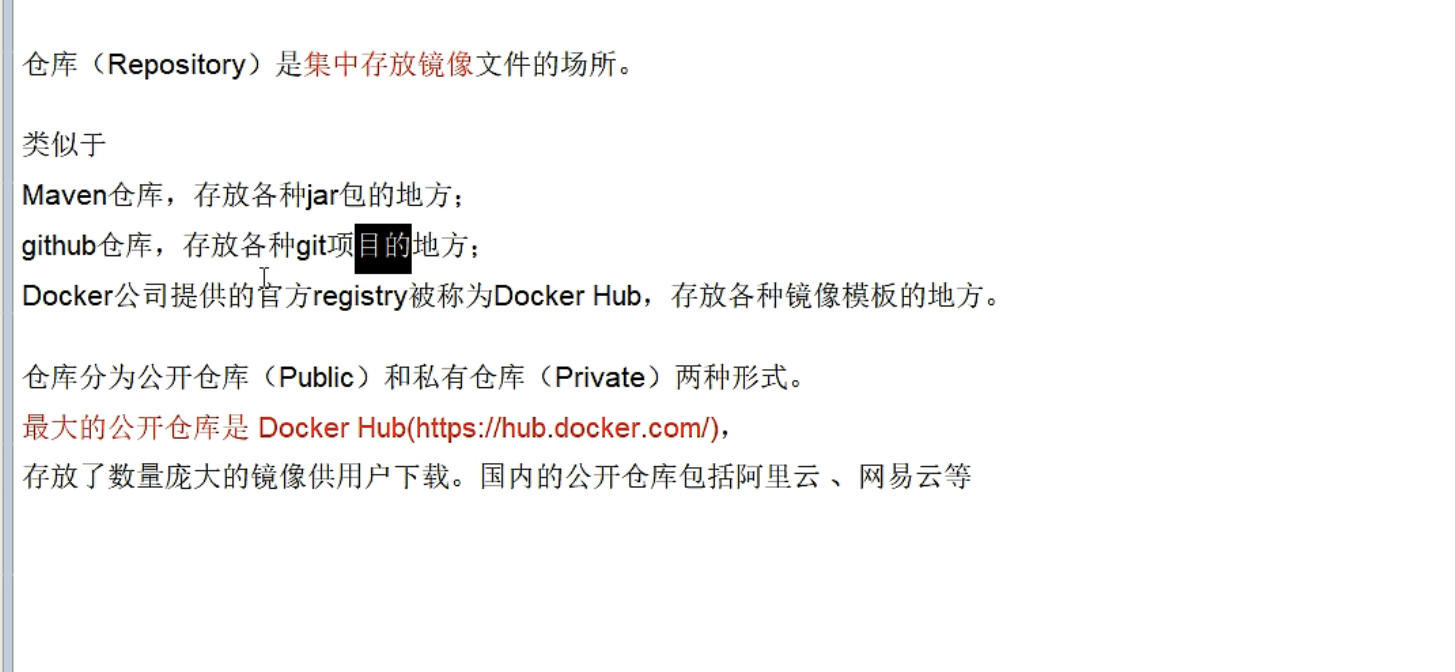 仓库（Repository）是集中存放镜像文件的场所。
类似于
Maven仓库，存放各种jar包的地方；
github仓库，存放各种git项目的地方；
Docker公司提供的官方registry被称为Docker Hub，存放各种镜像模板的地方。
仓库分为公开仓库（Public）和私有仓库（Private）两种形式。
最大的公开仓库是 Docker Hub(https://hub.docker.com/)，
存放了数量庞大的镜像供用户下载。国内的公开仓库包括阿里云 、网易云等